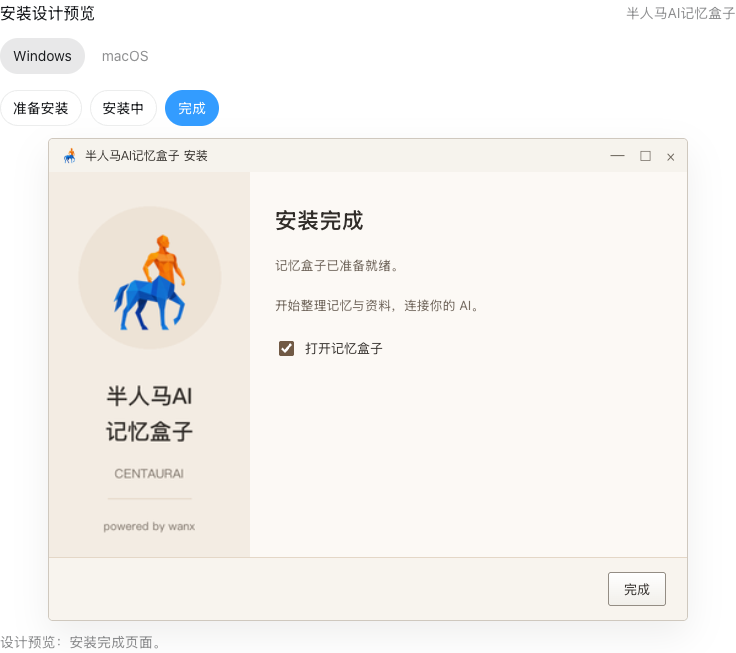 安装设计预览
半人马AI记忆盒子
Windows macOS
准备安装 安装中 完成
半人马AI记忆盒子 安装
安装完成
记忆盒子已准备就绪。
开始整理记忆与资料，连接你的 AI。
打开记忆盒子
半人马AI
记忆盒子
CENTAURAI
powered by wanx
完成
设计预览：安装完成页面。